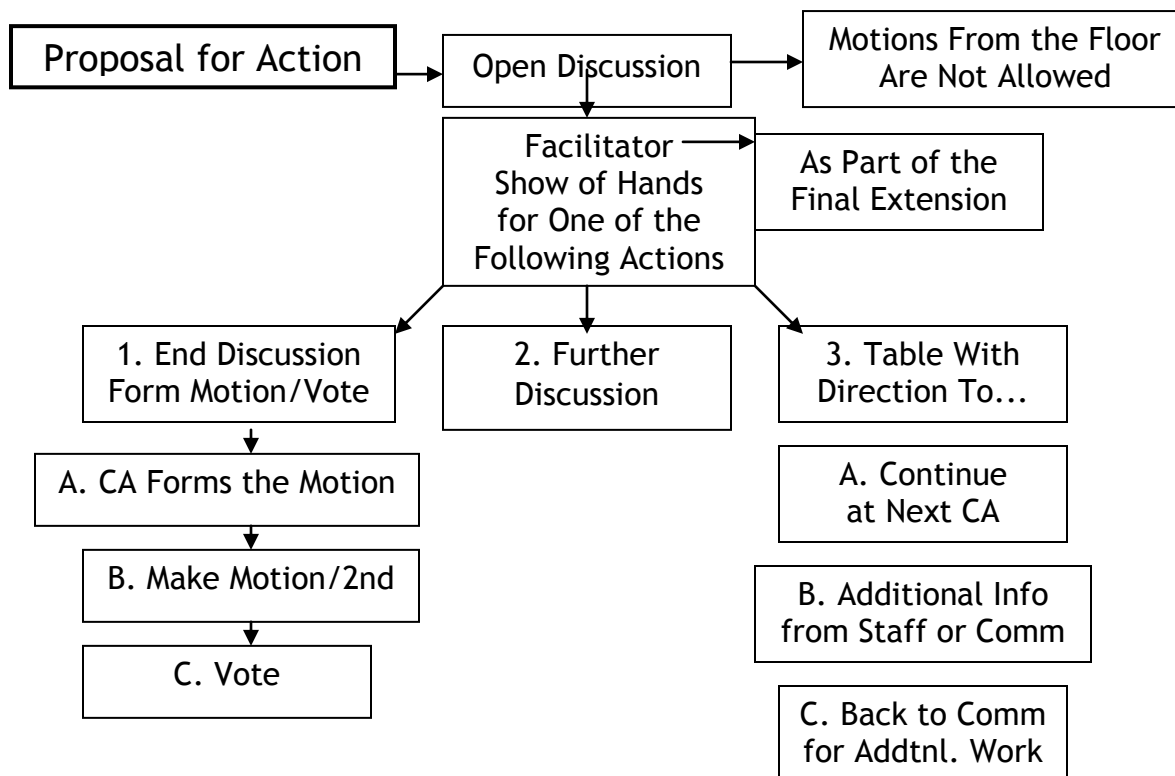 Proposal for Action
Open Discussion
Motions From the Floor
Are Not Allowed
Facilitator
Show of Hands
for One of the
Following Actions
As Part of the
Final Extension
1. End Discussion
Form Motion/Vote
2. Further
Discussion
3. Table With
Direction To...
A. CA Forms the Motion
B. Make Motion/2nd
C. Vote
A. Continue
at Next CA
B. Additional Info
from Staff or Comm
C. Back to Comm
for Addtnl. Work